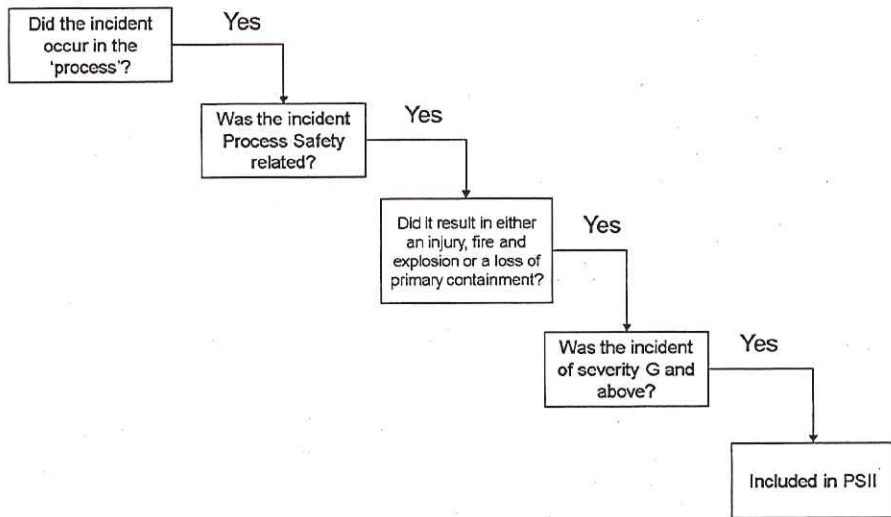 Did the incident
occur in the
'process'?
Yes
Was the incident
Process Safety
related?
Yes
Did it result in either
an injury, fire and
explosion or a loss of
primary containment?
Yes
Was the incident
of severity G and
above?
Yes
Included in PSII